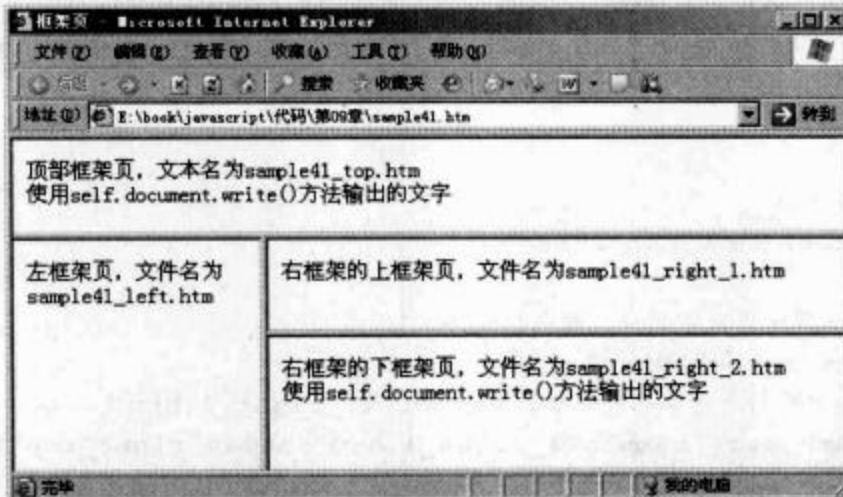 框架页 - Microsoft Internet Explorer
文件(F) 编辑(E) 查看(V) 收藏(A) 工具(T) 帮助(H)
后退 搜索 收藏夹
地址(D) E:\book\javascript\代码\第09章\sample41.htm 转到
顶部框架页，文本名为sample41_top.htm
使用self.document.write()方法输出的文字
左框架页，文件名为
sample41_left.htm
右框架的上框架页，文件名为sample41_right_1.htm
右框架的下框架页，文件名为sample41_right_2.htm
使用self.document.write()方法输出的文字
完毕 我的电脑